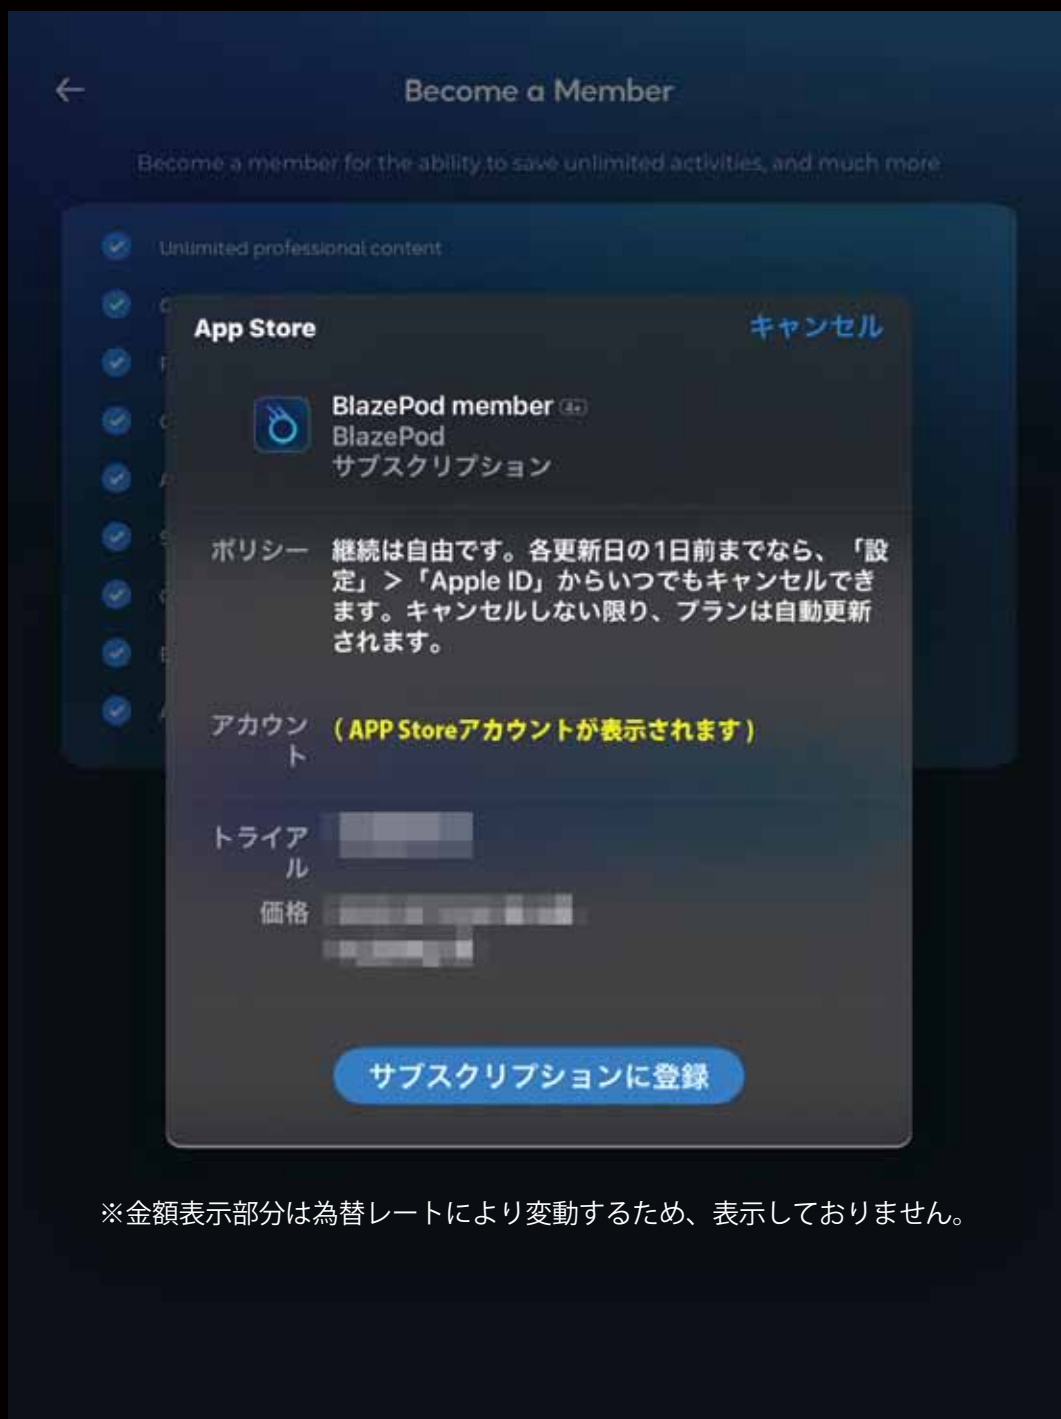 Become a Member
Become a member for the ability to save unlimited activities, and much more
Unlimited professional content
App Store
キャンセル
BlazePod member 4+
BlazePod
サブスクリプション
ポリシー
継続は自由です。各更新日の1日前までなら、「設
定」>「Apple ID」からいつでもキャンセルでき
ます。キャンセルしない限り、プランは自動更新
されます。
アカウン
ト
( APP Storeアカウントが表示されます )
トライア
ル
価格
サブスクリプションに登録
※金額表示部分は為替レートにより変動するため、表示しておりません。